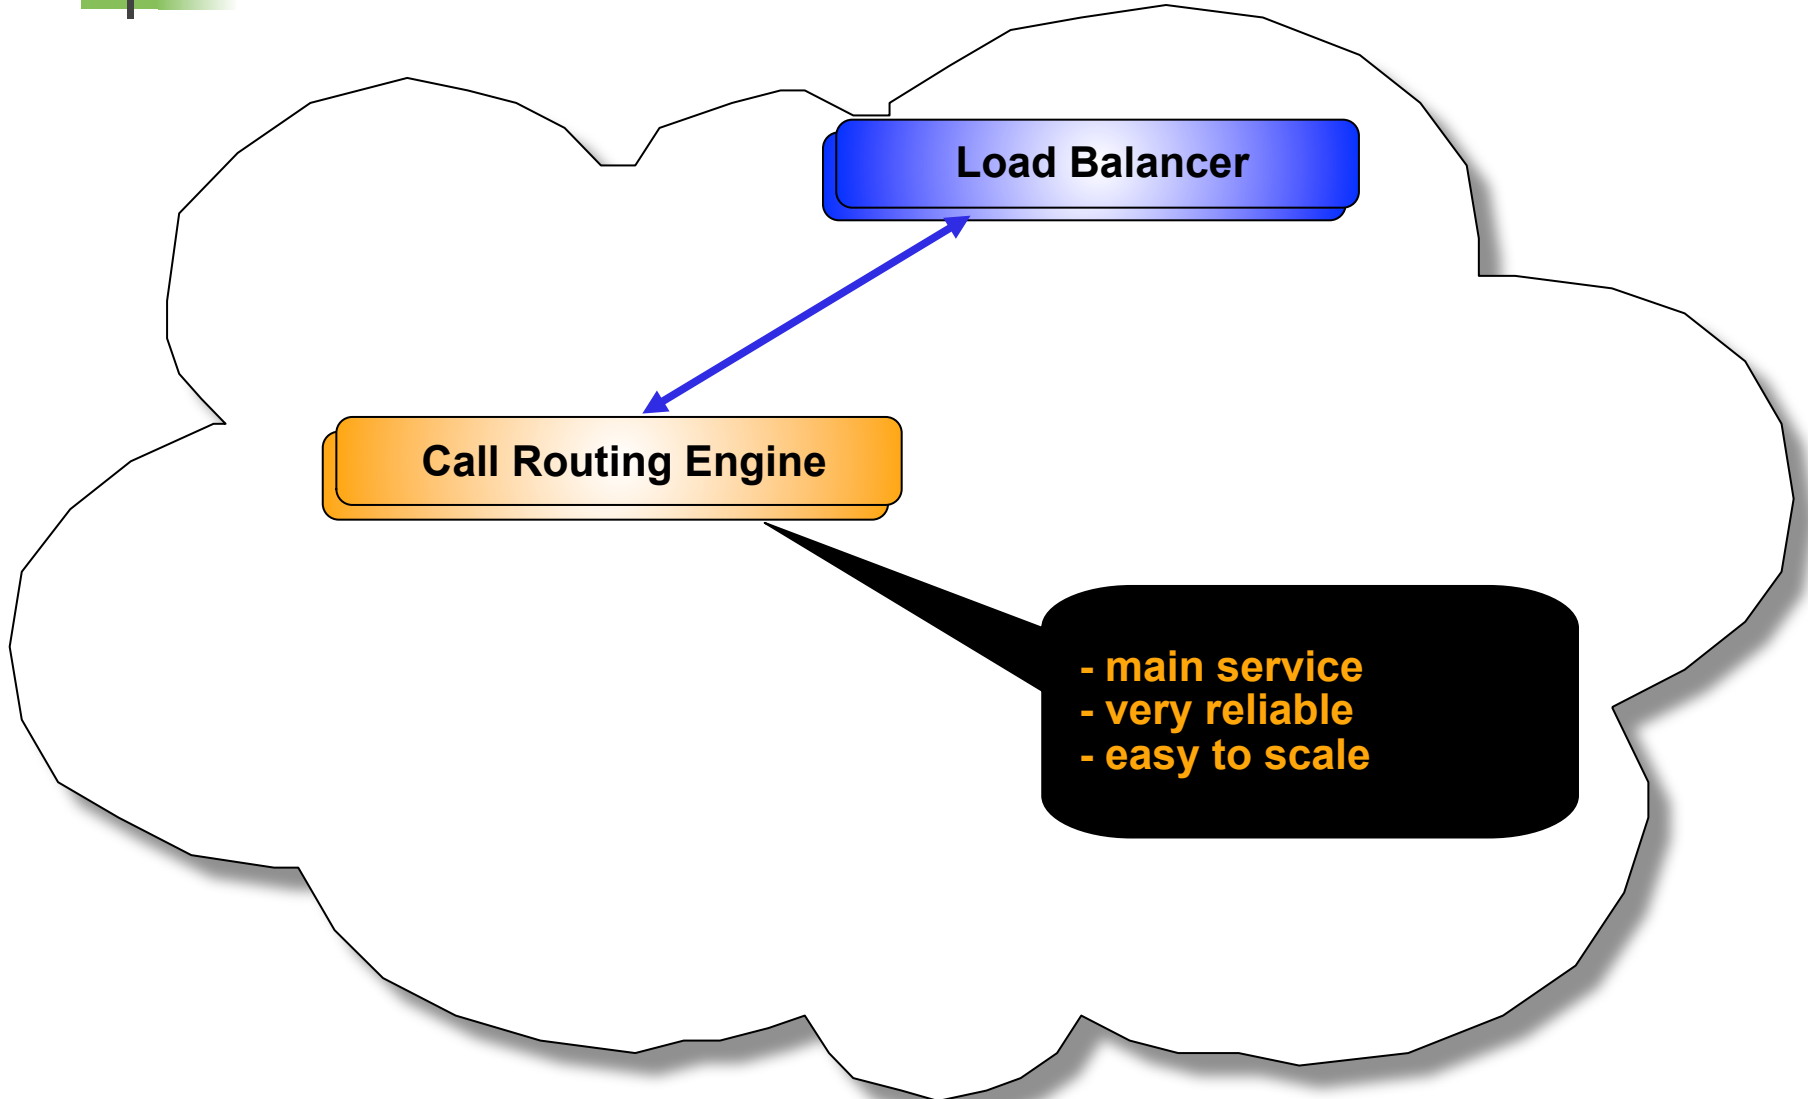 Load Balancer
Call Routing Engine
- main service
- very reliable
- easy to scale